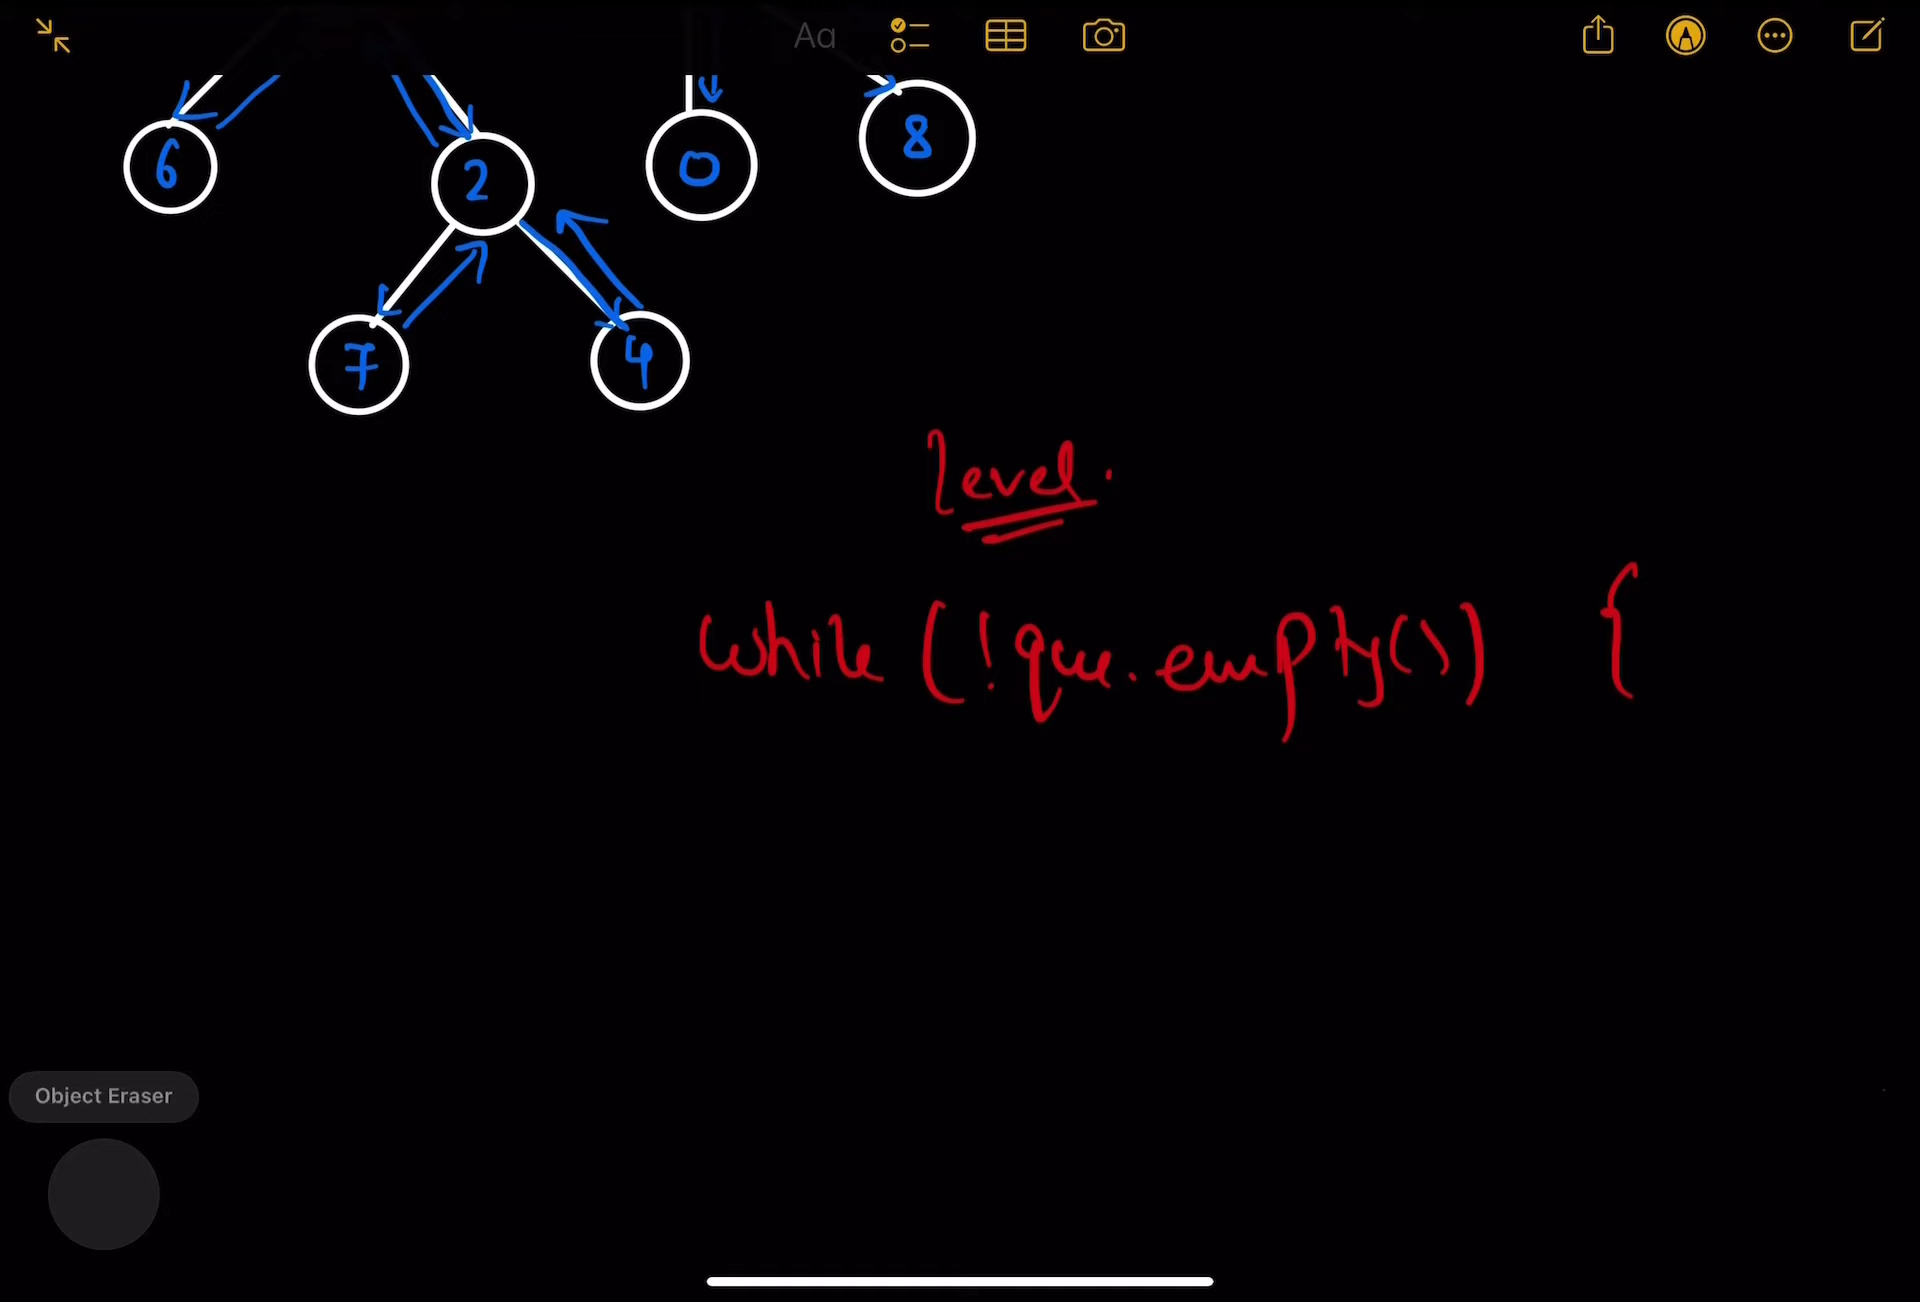 Aa
6 2 0 8
7 4
level.
while (!que.empty()) {
Object Eraser